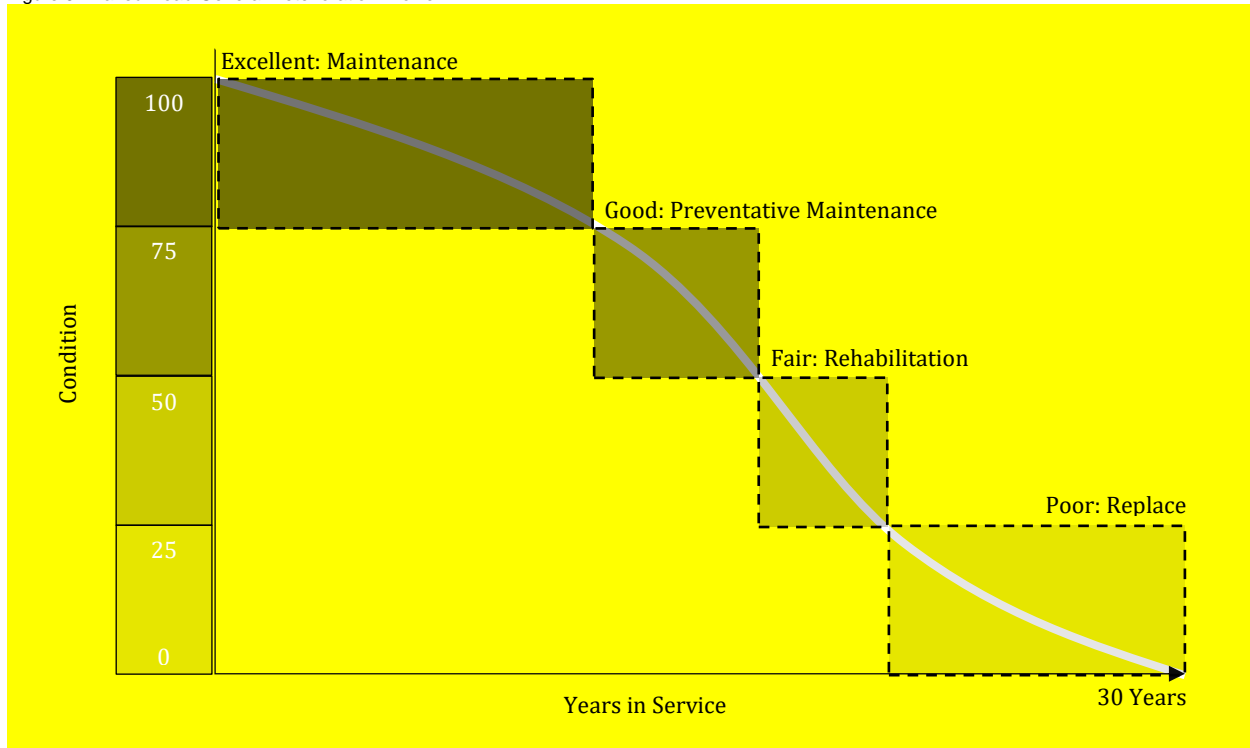 Excellent: Maintenance
100
Good: Preventative Maintenance
75
Fair: Rehabilitation
50
Condition
Poor: Replace
25
0
30 Years
Years in Service